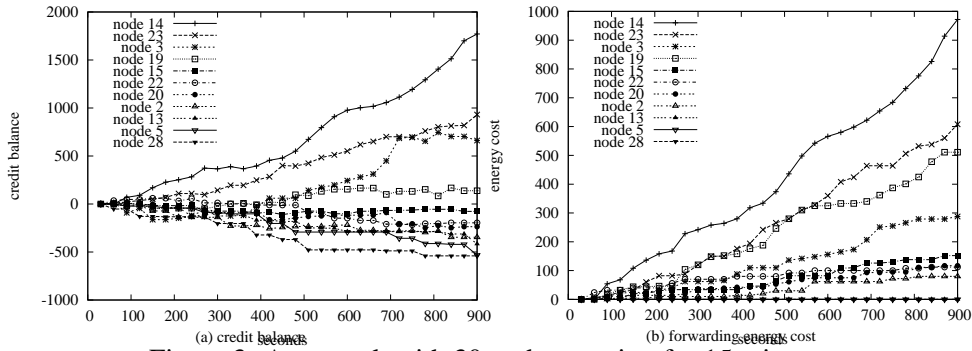 2000
1500
1000
500
0
-500
-1000
credit balance
node 14
node 23
node 3
node 19
node 15
node 22
node 20
node 2
node 13
node 5
node 28
0 100 200 300 400 500 600 700 800 900
seconds
(a) credit balance
1000
900
800
700
600
500
400
300
200
100
0
energy cost
node 14
node 23
node 3
node 19
node 15
node 22
node 20
node 2
node 13
node 5
node 28
0 100 200 300 400 500 600 700 800 900
seconds
(b) forwarding energy cost